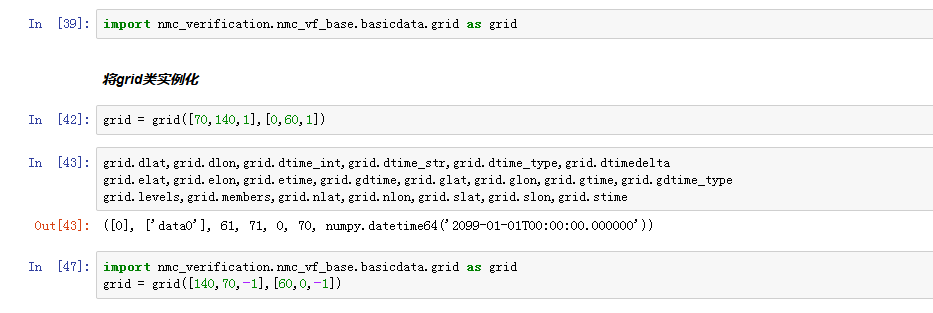 In [39]: import nmc_verification.nmc_vf_base.basicdata.grid as grid
将grid类实例化
In [42]: grid = grid([70,140,1],[0,60,1])
In [43]: grid.dlat,grid.dlon,grid.dtime_int,grid.dtime_str,grid.dtime_type,grid.dtimedelta
grid.elat,grid.elon,grid.etime,grid.gdtime,grid.glat,grid.glon,grid.gtime,grid.gdtime_type
grid.levels,grid.members,grid.nlat,grid.nlon,grid.slat,grid.slon,grid.stime
Out[43]: ([0], ['data0'], 61, 71, 0, 70, numpy.datetime64('2099-01-01T00:00:00.000000'))
In [47]: import nmc_verification.nmc_vf_base.basicdata.grid as grid
grid = grid([140,70,-1],[60,0,-1])